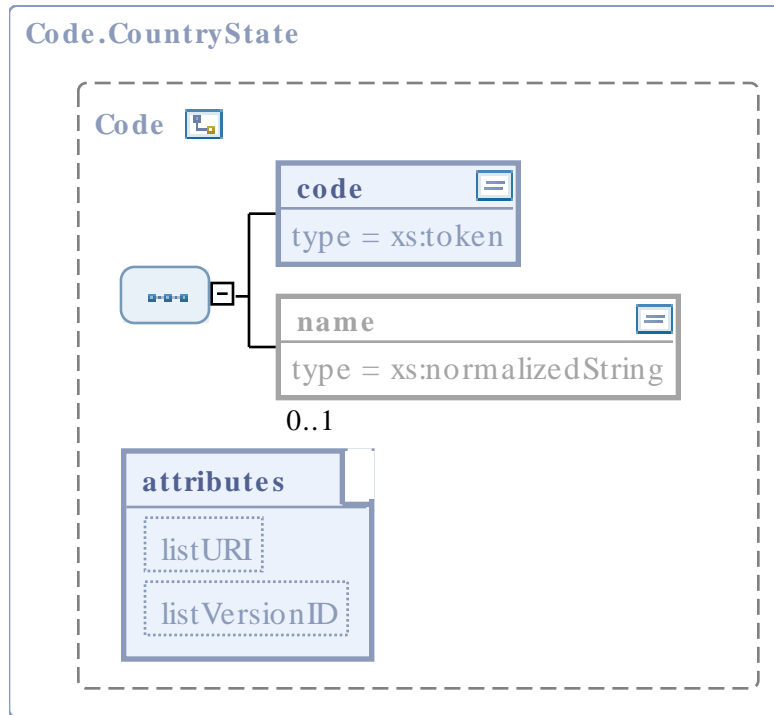 Code.CountryState
Code
code
type = xs:token
name
type = xs:normalizedString
0..1
attributes
listURI
listVersionID